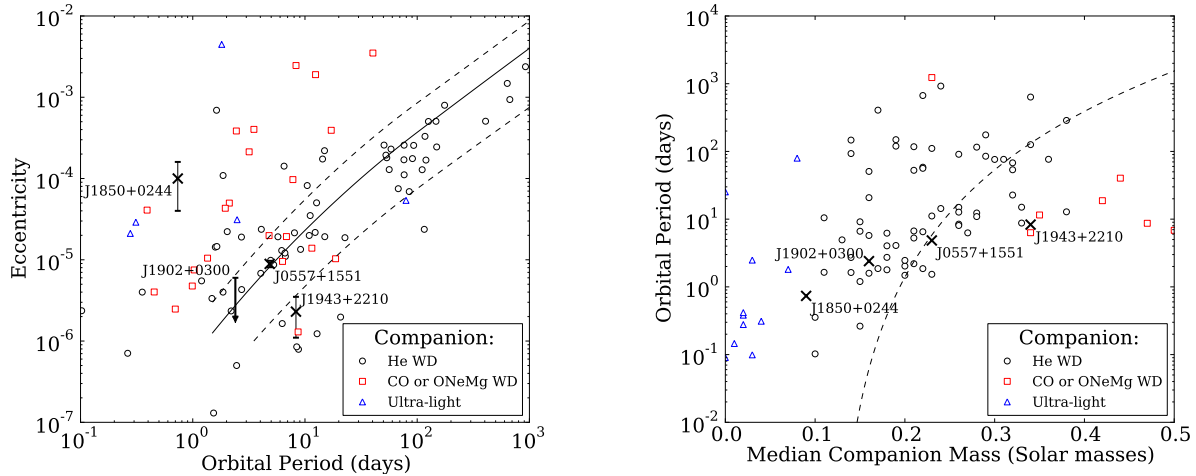 10^-2
10^-3
10^-4
10^-5
10^-6
10^-7
Eccentricity
J1850+0244
J1902+0300
J0557+1551
J1943+2210
Companion:
He WD
CO or ONeMg WD
Ultra-light
10^-1
10^0
10^1
10^2
10^3
Orbital Period (days)
10^4
10^3
10^2
10^1
10^0
10^-1
10^-2
Orbital Period (days)
J1943+2210
J1902+0300
J0557+1551
J1850+0244
Companion:
He WD
CO or ONeMg WD
Ultra-light
0.0 0.1 0.2 0.3 0.4 0.5
Median Companion Mass (Solar masses)